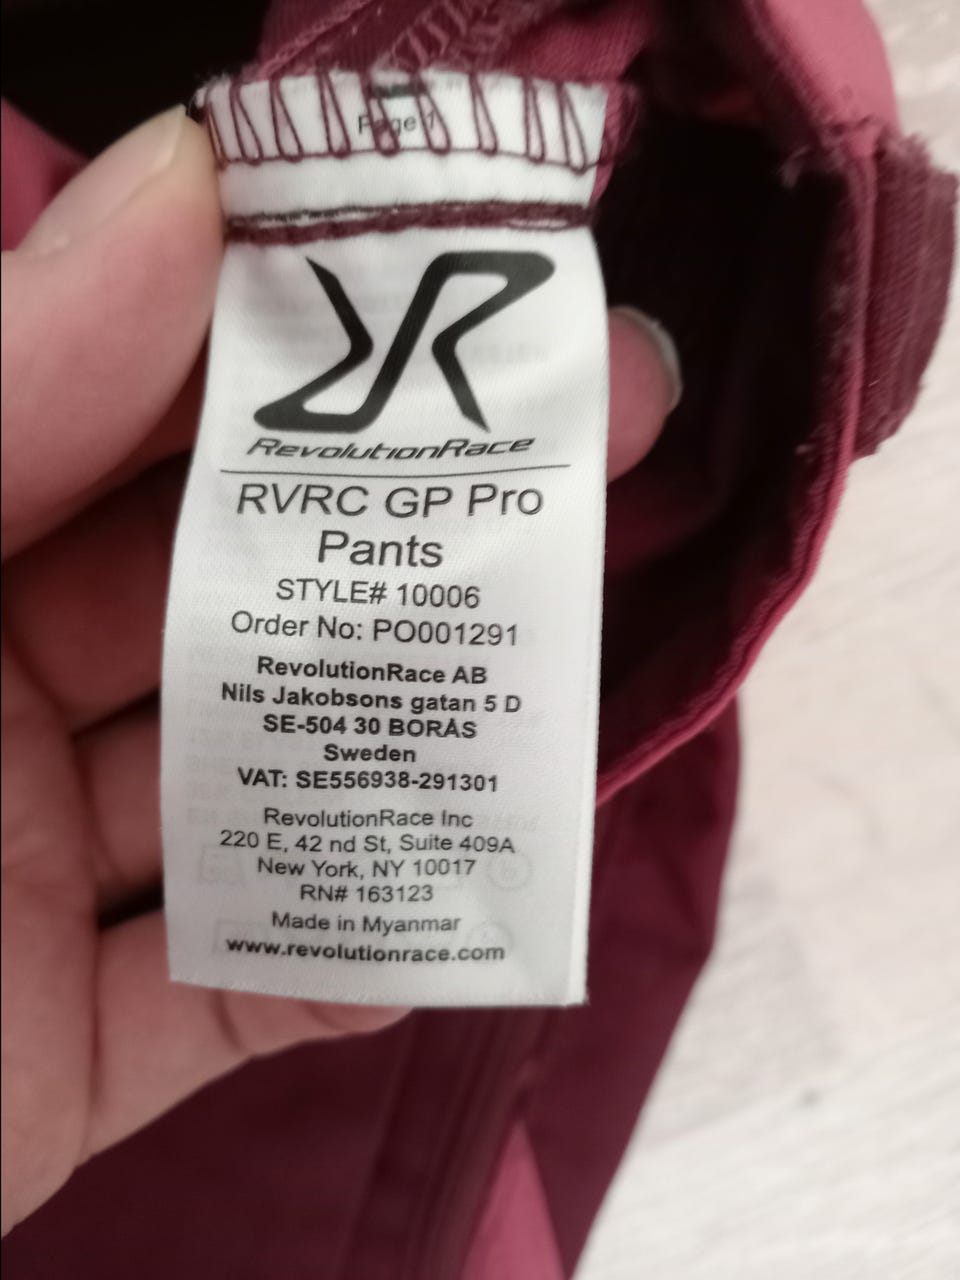 Page 1
RevolutionRace
RVRC GP Pro
Pants
STYLE# 10006
Order No: PO001291
RevolutionRace AB
Nils Jakobsons gatan 5 D
SE-504 30 BORÅS
Sweden
VAT: SE556938-291301
RevolutionRace Inc
220 E, 42 nd St, Suite 409A
New York, NY 10017
RN# 163123
Made in Myanmar
www.revolutionrace.com